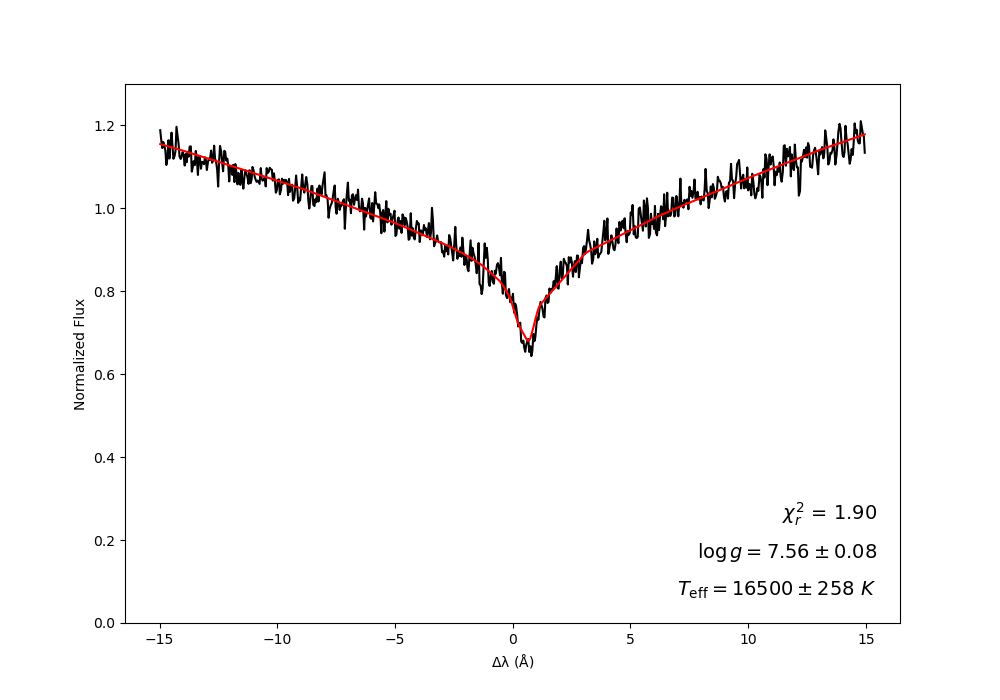 1.2
1.0
0.8
0.6
0.4
0.2
0.0
Normalized Flux
χ²ᵣ = 1.90
log g = 7.56 ± 0.08
T_eff = 16500 ± 258 K
−15 −10 −5 0 5 10 15
Δλ (Å)